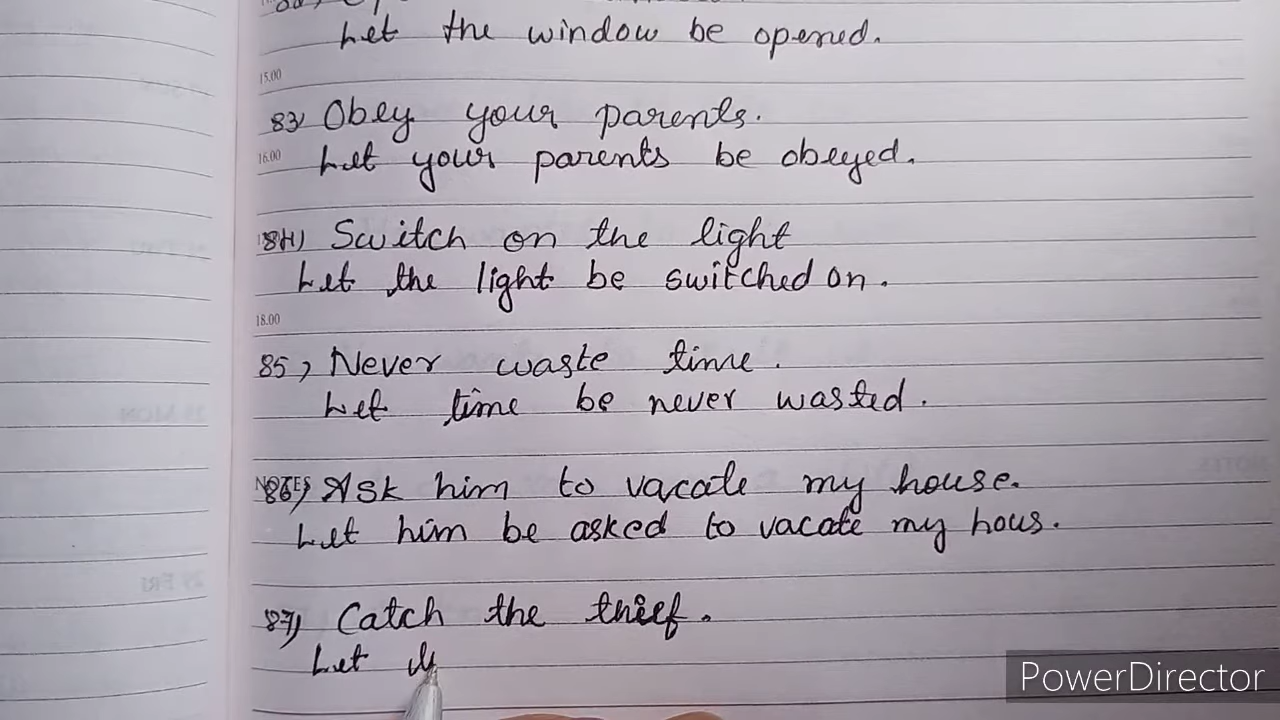 Let the window be opened.
15.00
83) Obey your parents.
16.00
Let your parents be obeyed.
84) Switch on the light
Let the light be switched on.
18.00
85) Never waste time.
Let time be never wasted.
NOTES
86) Ask him to vacate my house.
Let him be asked to vacate my hous.
87) Catch the thief.
Let
PowerDirector